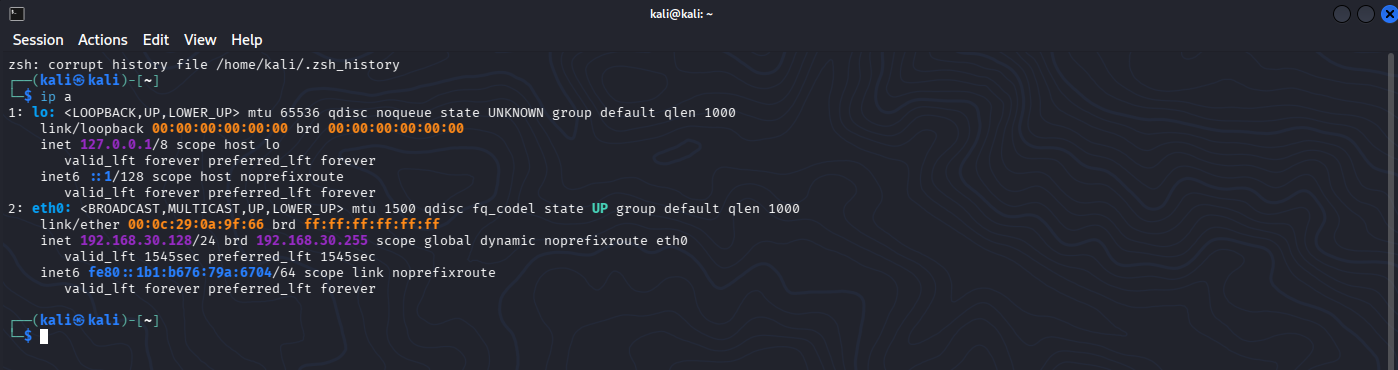 kali@kali: ~
Session Actions Edit View Help
zsh: corrupt history file /home/kali/.zsh_history
┌──(kali㉿kali)-[~]
└─$ ip a
1: lo: <LOOPBACK,UP,LOWER_UP> mtu 65536 qdisc noqueue state UNKNOWN group default qlen 1000
    link/loopback 00:00:00:00:00:00 brd 00:00:00:00:00:00
    inet 127.0.0.1/8 scope host lo
       valid_lft forever preferred_lft forever
    inet6 ::1/128 scope host noprefixroute
       valid_lft forever preferred_lft forever
2: eth0: <BROADCAST,MULTICAST,UP,LOWER_UP> mtu 1500 qdisc fq_codel state UP group default qlen 1000
    link/ether 00:0c:29:0a:9f:66 brd ff:ff:ff:ff:ff:ff
    inet 192.168.30.128/24 brd 192.168.30.255 scope global dynamic noprefixroute eth0
       valid_lft 1545sec preferred_lft 1545sec
    inet6 fe80::1b1:b676:79a:6704/64 scope link noprefixroute
       valid_lft forever preferred_lft forever
┌──(kali㉿kali)-[~]
└─$